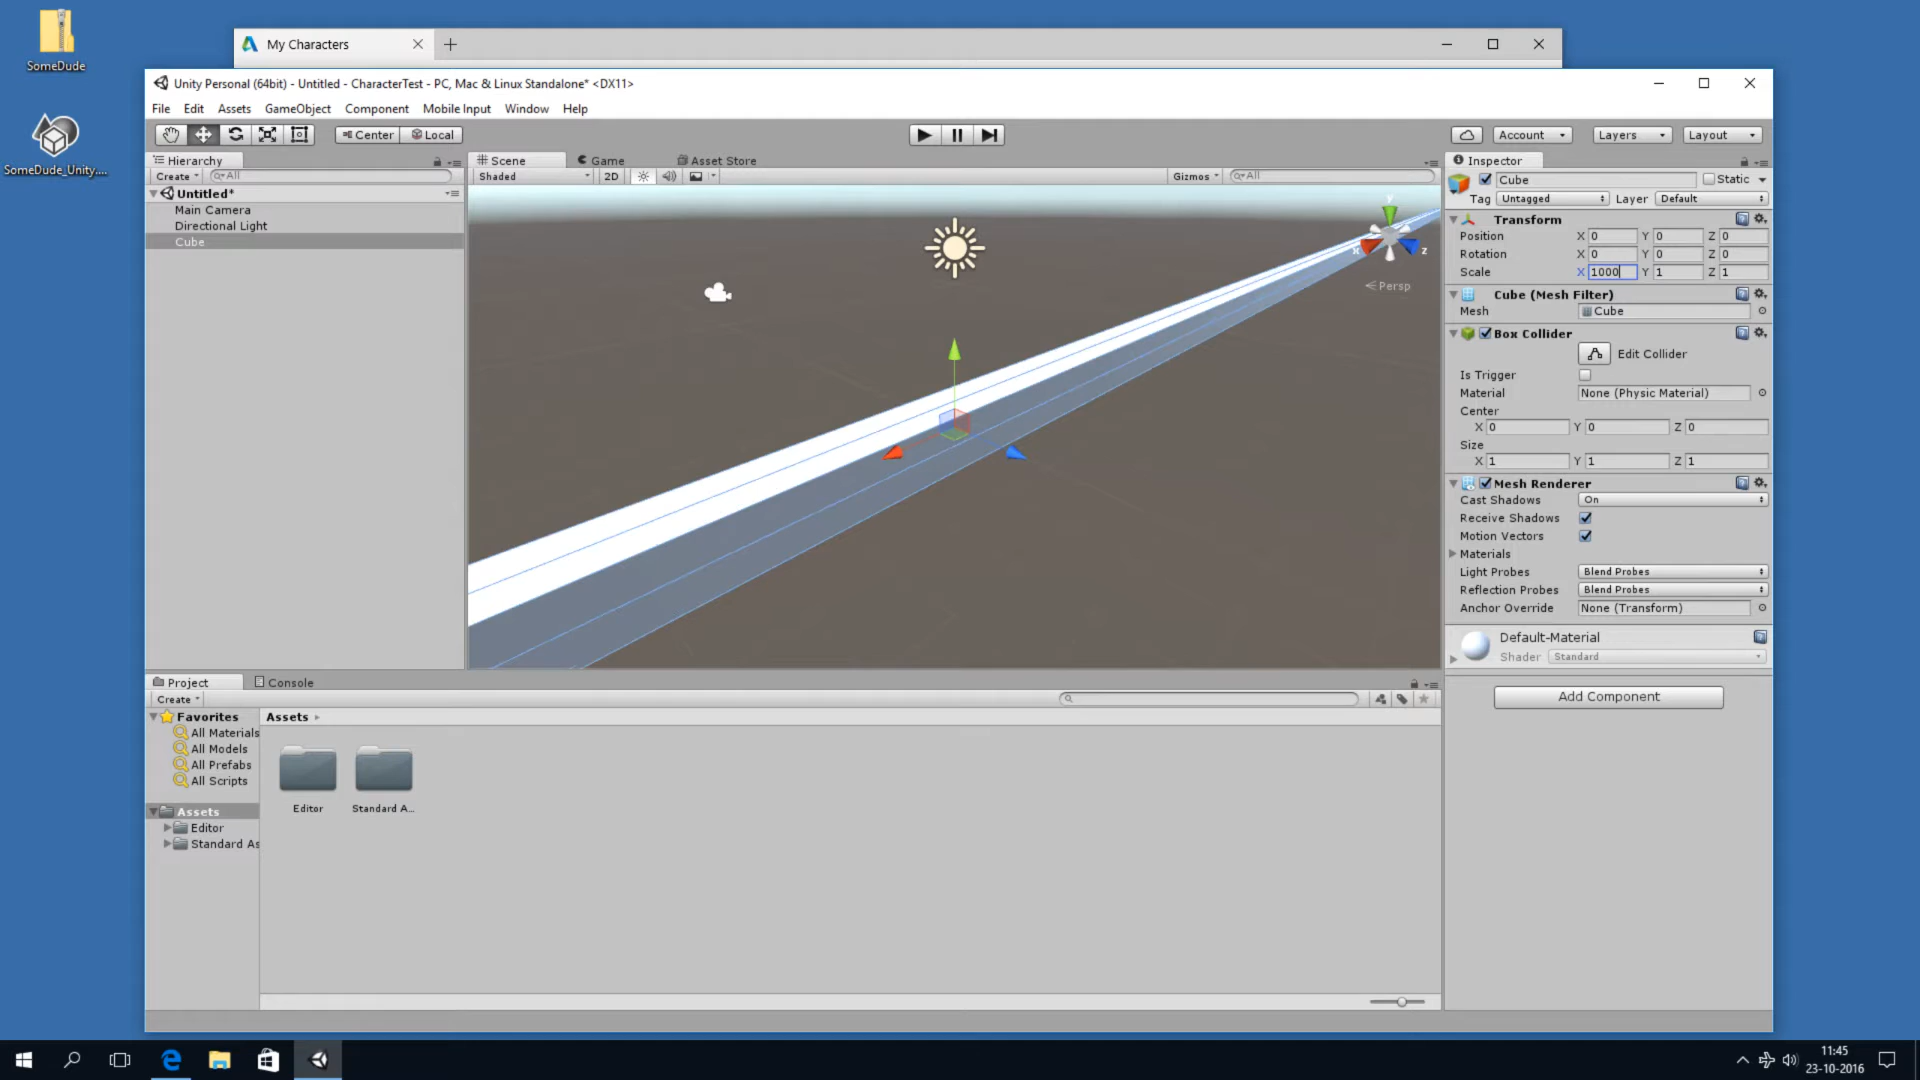 SomeDude
SomeDude_Unity....
My Characters
Unity Personal (64bit) - Untitled - CharacterTest - PC, Mac & Linux Standalone* <DX11>
File Edit Assets GameObject Component Mobile Input Window Help
Center Local
Account Layers Layout
Hierarchy
Create All
Untitled*
Main Camera
Directional Light
Cube
Scene Game Asset Store
Shaded 2D Gizmos All
y
x
z
Persp
Inspector
Cube Static
Tag Untagged Layer Default
Transform
Position X 0 Y 0 Z 0
Rotation X 0 Y 0 Z 0
Scale X 1000 Y 1 Z 1
Cube (Mesh Filter)
Mesh Cube
Box Collider
Edit Collider
Is Trigger
Material None (Physic Material)
Center
X 0 Y 0 Z 0
Size
X 1 Y 1 Z 1
Mesh Renderer
Cast Shadows On
Receive Shadows
Motion Vectors
Materials
Light Probes Blend Probes
Reflection Probes Blend Probes
Anchor Override None (Transform)
Default-Material
Shader Standard
Add Component
Project Console
Create
Favorites
All Materials
All Models
All Prefabs
All Scripts
Assets
Editor
Standard As
Assets
Editor
Standard A...
11:45
23-10-2016